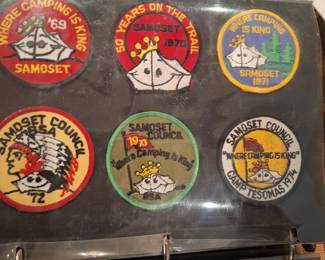 WHERE CAMPING IS KING
'69
SAMOSET
50 YEARS ON THE TRAIL
SAMOSET
1970
WHERE CAMPING
IS KING
SAMOSET
1971
SAMOSET COUNCIL
BSA
72
SAMOSET COUNCIL
1973
"Where Camping is King"
BSA
SAMOSET COUNCIL
"WHERE CAMPING IS KING"
CAMP TESOMAS 1974